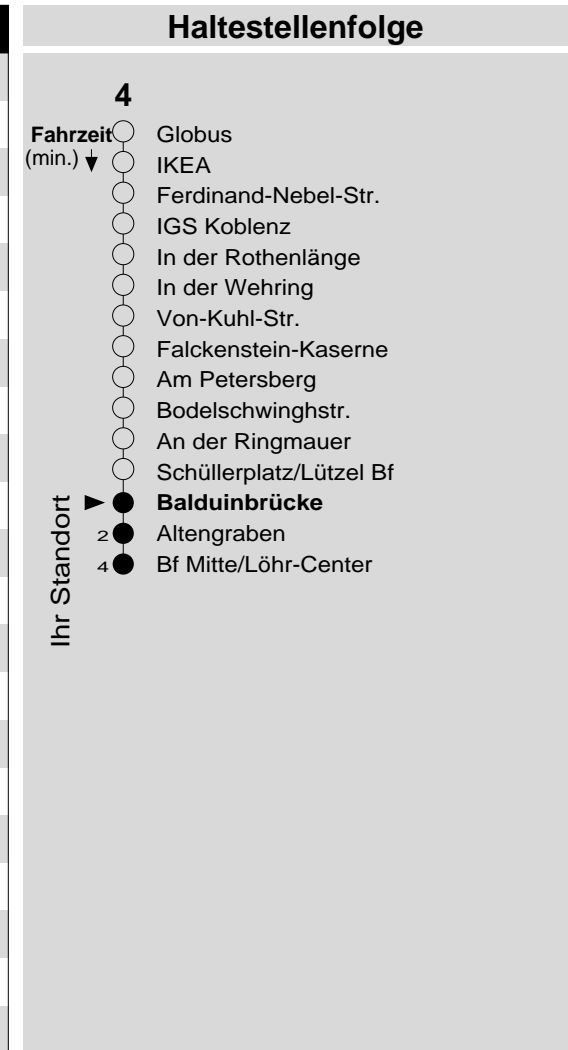 Haltestellenfolge
4
Fahrzeit
(min.)
Globus
IKEA
Ferdinand-Nebel-Str.
IGS Koblenz
In der Rothenlänge
In der Wehring
Von-Kuhl-Str.
Falckenstein-Kaserne
Am Petersberg
Bodelschwinghstr.
An der Ringmauer
Schüllerplatz/Lützel Bf
Ihr Standort
Balduinbrücke
2 Altengraben
4 Bf Mitte/Löhr-Center